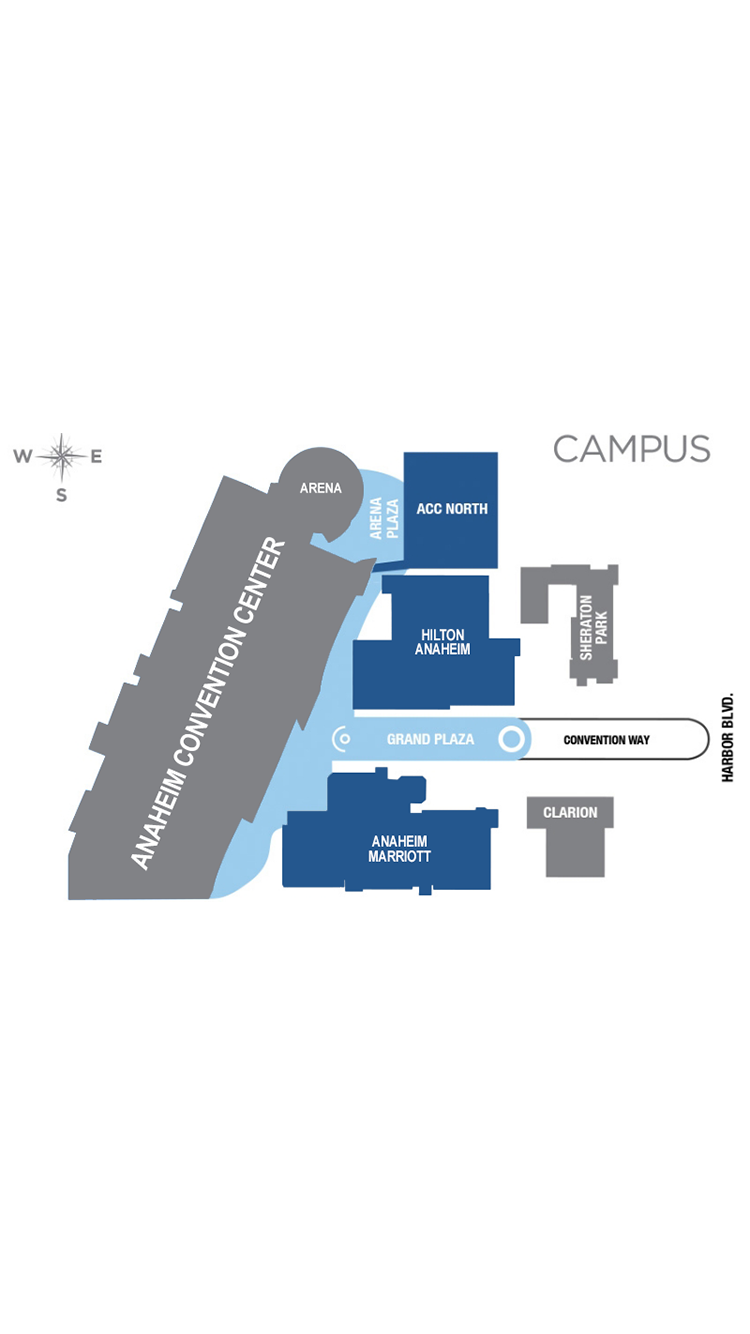 CAMPUS
W E
S
ARENA
ARENA
PLAZA
ACC NORTH
ANAHEIM CONVENTION CENTER
HILTON
ANAHEIM
SHERATON
PARK
GRAND PLAZA
CONVENTION WAY
HARBOR BLVD.
CLARION
ANAHEIM
MARRIOTT